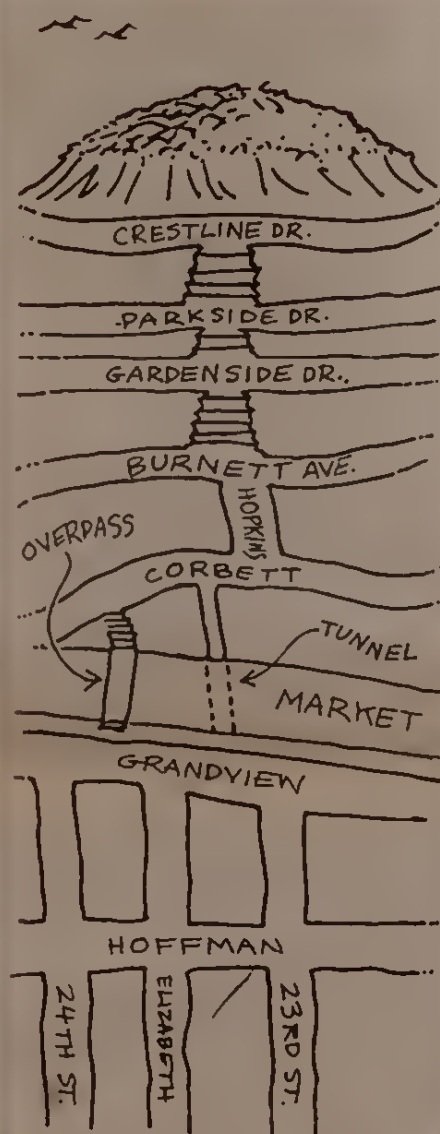 CRESTLINE DR.
PARKSIDE DR.
GARDENSIDE DR.
BURNETT AVE.
HOPKINS
OVERPASS
CORBETT
TUNNEL
MARKET
GRANDVIEW
HOFFMAN
24TH ST.
ELIZABETH
23RD ST.